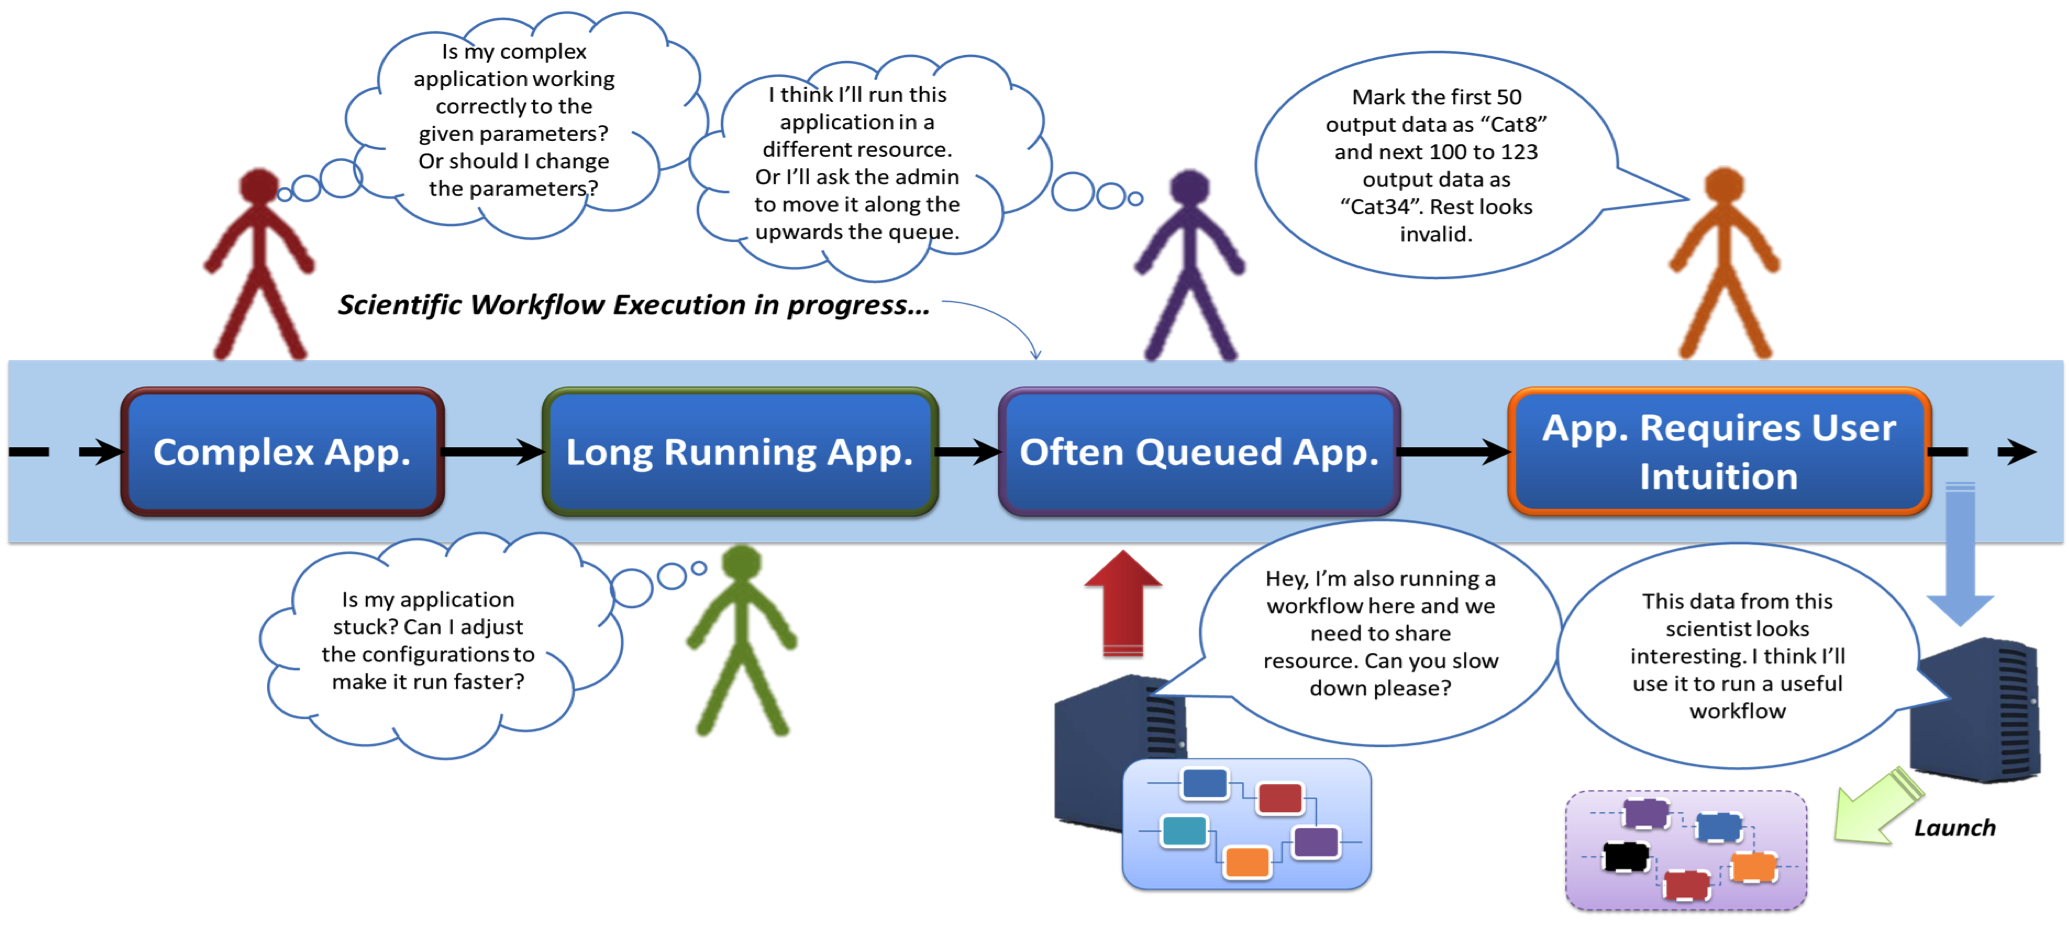 Is my complex
application working
correctly to the
given parameters?
Or should I change
the parameters?
I think I’ll run this
application in a
different resource.
Or I’ll ask the admin
to move it along the
upwards the queue.
Mark the first 50
output data as “Cat8”
and next 100 to 123
output data as
“Cat34”. Rest looks
invalid.
Scientific Workflow Execution in progress...
Complex App.
Long Running App.
Often Queued App.
App. Requires User
Intuition
Is my application
stuck? Can I adjust
the configurations to
make it run faster?
Hey, I’m also running a
workflow here and we
need to share
resource. Can you slow
down please?
This data from this
scientist looks
interesting. I think I’ll
use it to run a useful
workflow
Launch